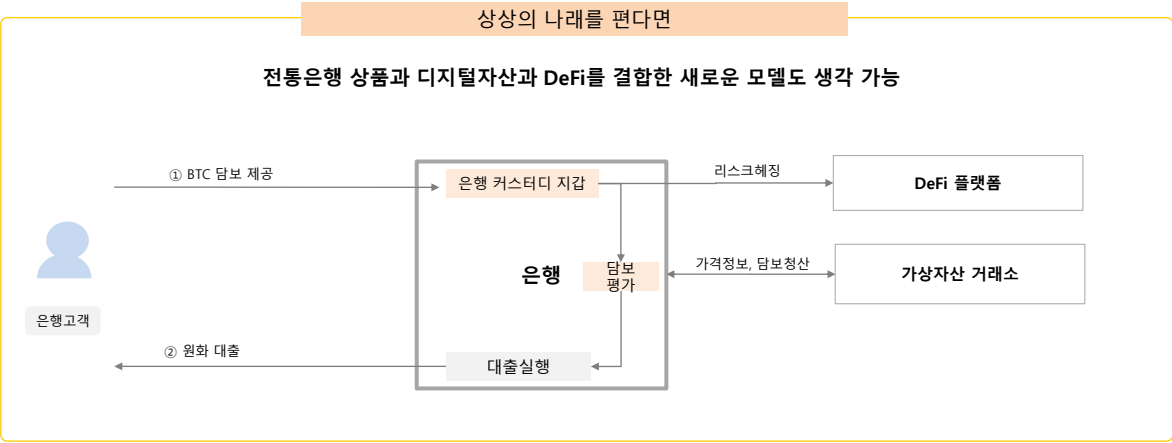 상상의 나래를 편다면
전통은행 상품과 디지털자산과 DeFi를 결합한 새로운 모델도 생각 가능
① BTC 담보 제공
은행 커스터디 지갑
리스크헤징
DeFi 플랫폼
은행
담보
평가
가격정보, 담보청산
가상자산 거래소
은행고객
② 원화 대출
대출실행